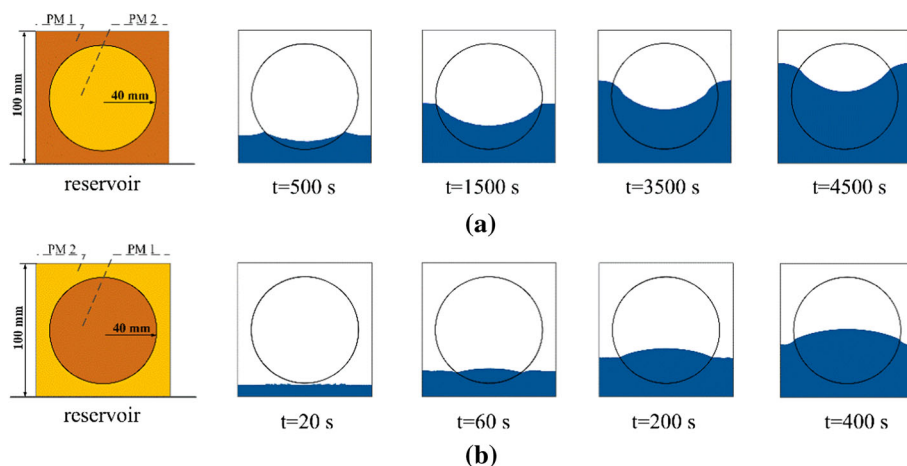 PM 1
PM 2
100 mm
40 mm
reservoir
t=500 s
t=1500 s
t=3500 s
t=4500 s
(a)
PM 2
PM 1
100 mm
40 mm
reservoir
t=20 s
t=60 s
t=200 s
t=400 s
(b)